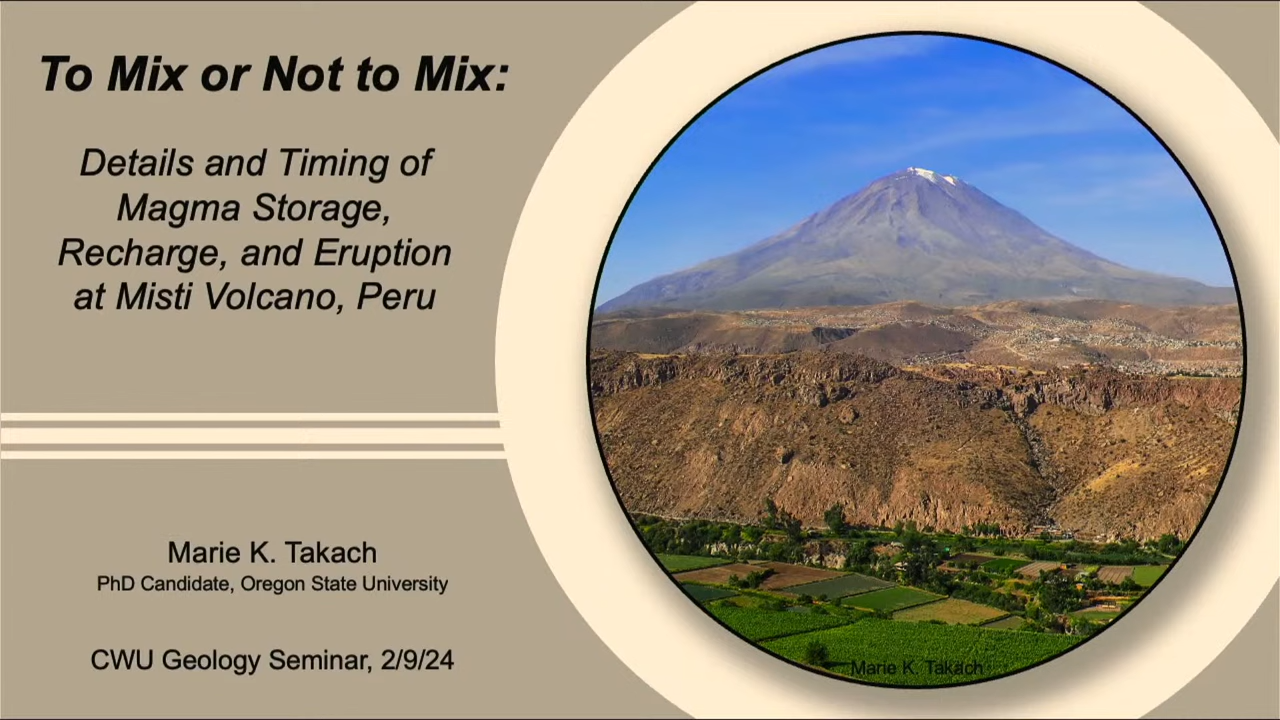 To Mix or Not to Mix:
Details and Timing of
Magma Storage,
Recharge, and Eruption
at Misti Volcano, Peru
Marie K. Takach
PhD Candidate, Oregon State University
CWU Geology Seminar, 2/9/24
Marie K. Takach